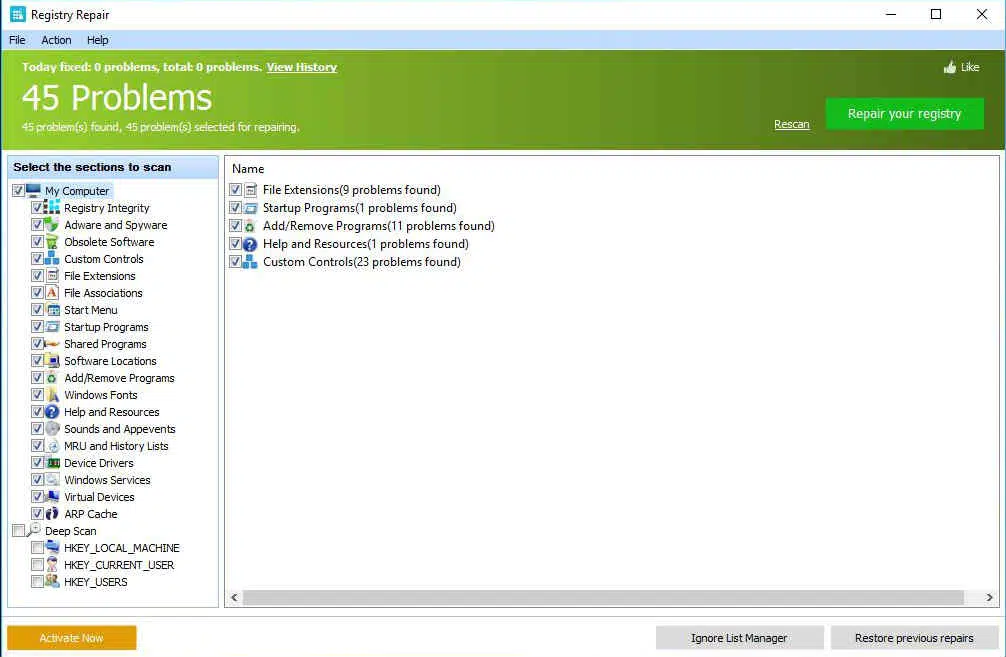 Registry Repair
File Action Help
Today fixed: 0 problems, total: 0 problems. View History
Like
45 Problems
45 problem(s) found, 45 problem(s) selected for repairing.
Rescan
Repair your registry
Select the sections to scan
My Computer
Registry Integrity
Adware and Spyware
Obsolete Software
Custom Controls
File Extensions
File Associations
Start Menu
Startup Programs
Shared Programs
Software Locations
Add/Remove Programs
Windows Fonts
Help and Resources
Sounds and Appevents
MRU and History Lists
Device Drivers
Windows Services
Virtual Devices
ARP Cache
Deep Scan
HKEY_LOCAL_MACHINE
HKEY_CURRENT_USER
HKEY_USERS
Name
File Extensions(9 problems found)
Startup Programs(1 problems found)
Add/Remove Programs(11 problems found)
Help and Resources(1 problems found)
Custom Controls(23 problems found)
Activate Now
Ignore List Manager
Restore previous repairs